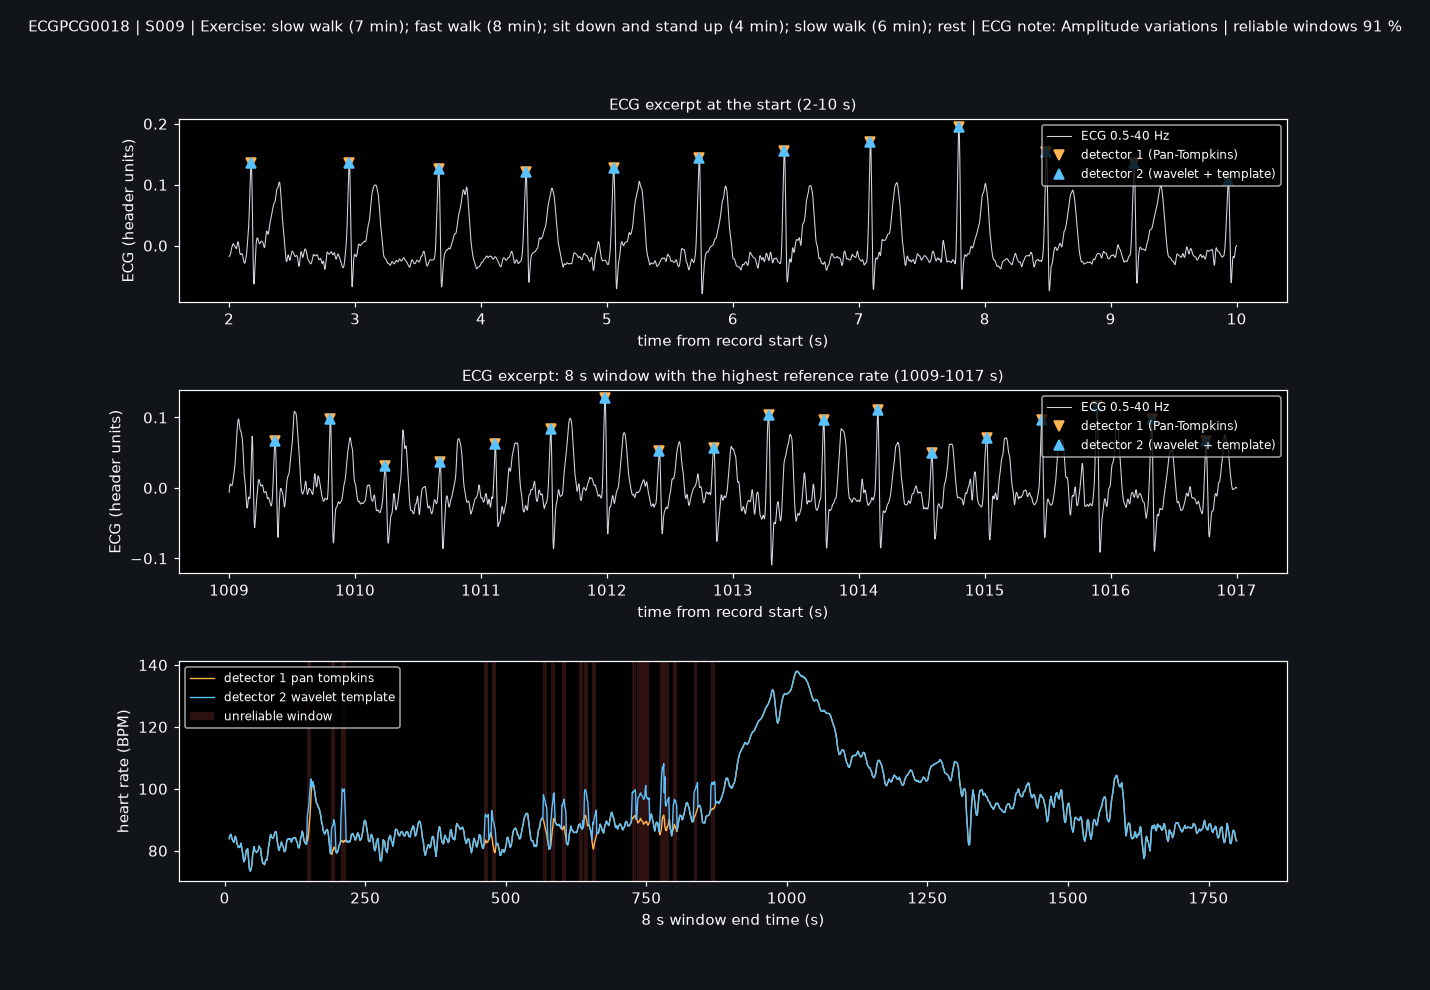 ECGPCG0018 | S009 | Exercise: slow walk (7 min); fast walk (8 min); sit down and stand up (4 min); slow walk (6 min); rest | ECG note: Amplitude variations | reliable windows 91 %
ECG excerpt at the start (2-10 s)
ECG (header units)
0.2
0.1
0.0
ECG 0.5-40 Hz
detector 1 (Pan-Tompkins)
detector 2 (wavelet + template)
2 3 4 5 6 7 8 9 10
time from record start (s)
ECG excerpt: 8 s window with the highest reference rate (1009-1017 s)
ECG (header units)
0.1
0.0
−0.1
ECG 0.5-40 Hz
detector 1 (Pan-Tompkins)
detector 2 (wavelet + template)
1009 1010 1011 1012 1013 1014 1015 1016 1017
time from record start (s)
heart rate (BPM)
140
120
100
80
detector 1 pan tompkins
detector 2 wavelet template
unreliable window
0 250 500 750 1000 1250 1500 1750
8 s window end time (s)